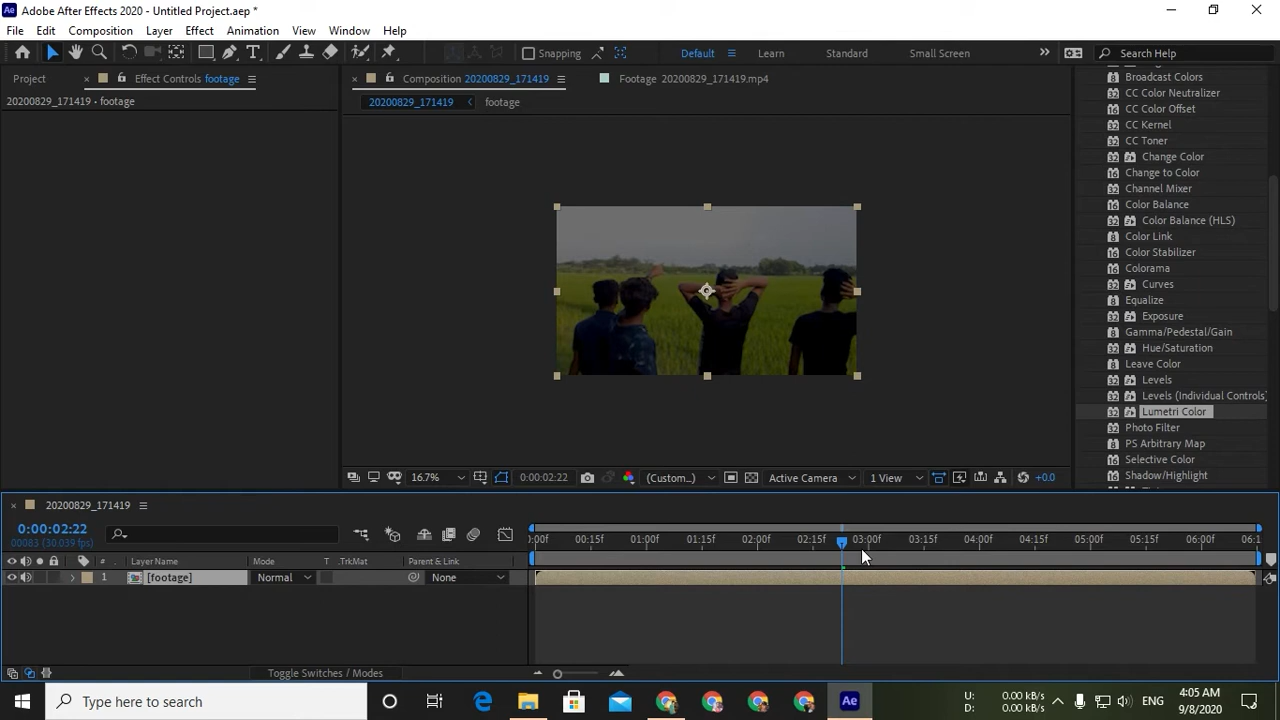 Adobe After Effects 2020 - Untitled Project.aep *
File Edit Composition Layer Effect Animation View Window Help
Snapping Default Learn Standard Small Screen Search Help
Project Effect Controls footage Composition 20200829_171419 Footage 20200829_171419.mp4
20200829_171419 • footage
20200829_171419 footage
Broadcast Colors
CC Color Neutralizer
CC Color Offset
CC Kernel
CC Toner
Change Color
Change to Color
Channel Mixer
Color Balance
Color Balance (HLS)
Color Link
Color Stabilizer
Colorama
Curves
Equalize
Exposure
Gamma/Pedestal/Gain
Hue/Saturation
Leave Color
Levels
Levels (Individual Controls)
Lumetri Color
Photo Filter
PS Arbitrary Map
Selective Color
Shadow/Highlight
16.7% 0:00:02:22 (Custom...) Active Camera 1 View +0.0
20200829_171419
0:00:02:22
00083 (30.039 fps)
:00f 00:15f 01:00f 01:15f 02:00f 02:15f 03:00f 03:15f 04:00f 04:15f 05:00f 05:15f 06:00f 06:1
# Layer Name Mode T .TrkMat Parent & Link
1 [footage] Normal None
Toggle Switches / Modes
Type here to search
U: 0.00 kB/s
D: 0.00 kB/s
ENG
4:05 AM
9/8/2020